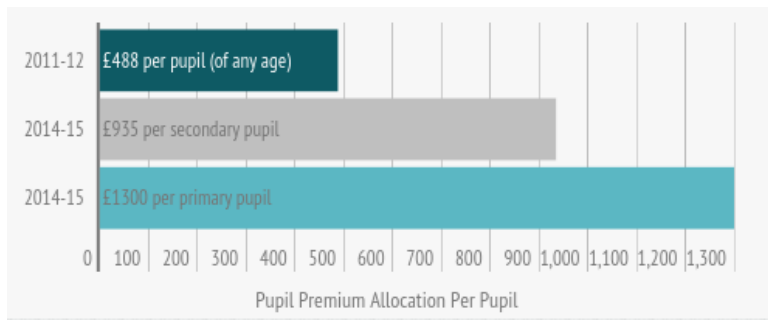 2011-12 £488 per pupil (of any age)
2014-15 £935 per secondary pupil
2014-15 £1300 per primary pupil
0 100 200 300 400 500 600 700 800 900 1,000 1,100 1,200 1,300
Pupil Premium Allocation Per Pupil